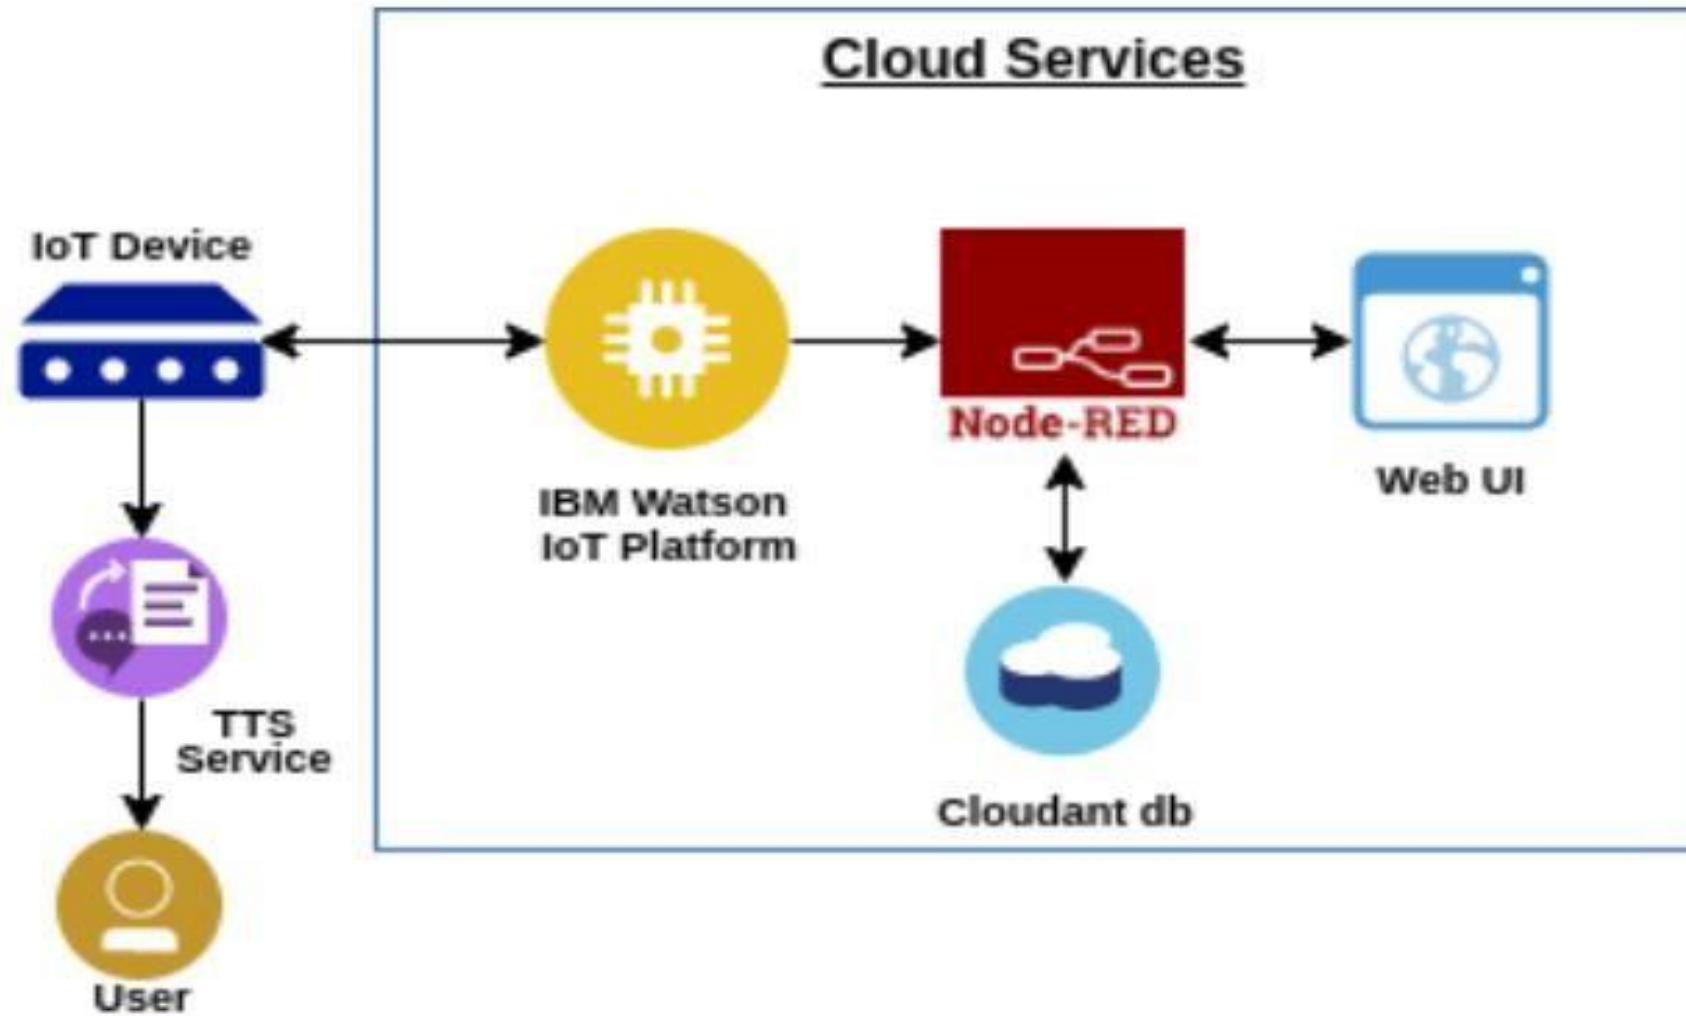 Cloud Services
IoT Device
IBM Watson
IoT Platform
Node-RED
Web UI
TTS
Service
Cloudant db
User